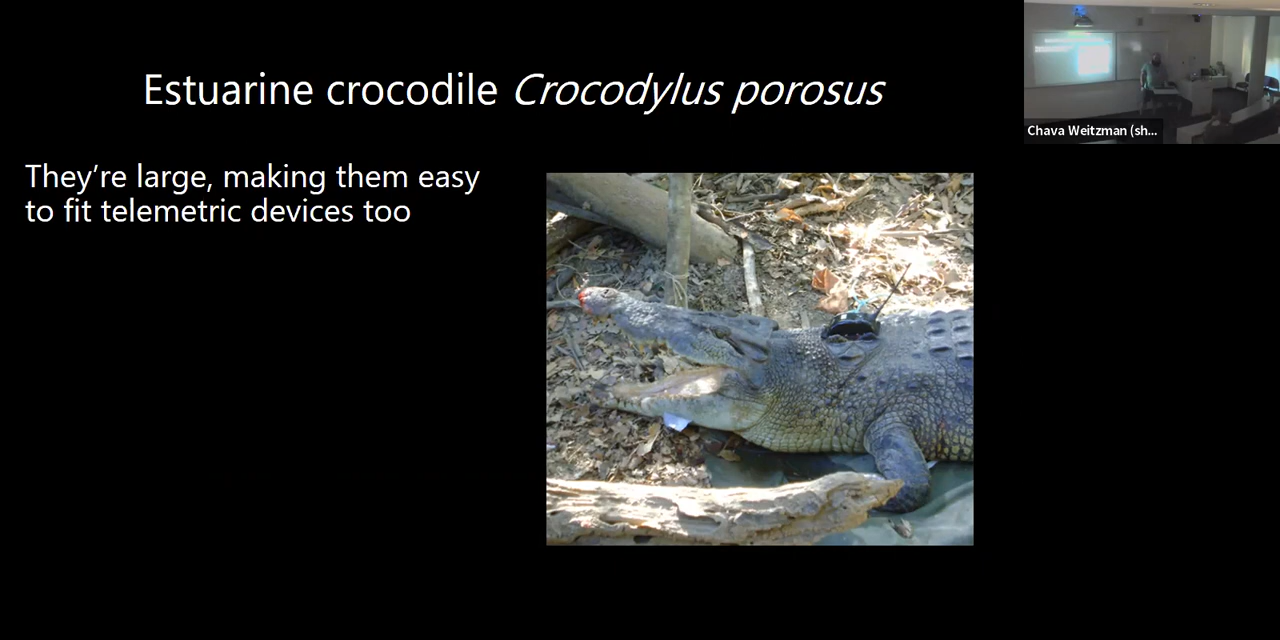 Estuarine crocodile Crocodylus porosus
They’re large, making them easy
to fit telemetric devices too
Chava Weitzman (sh...